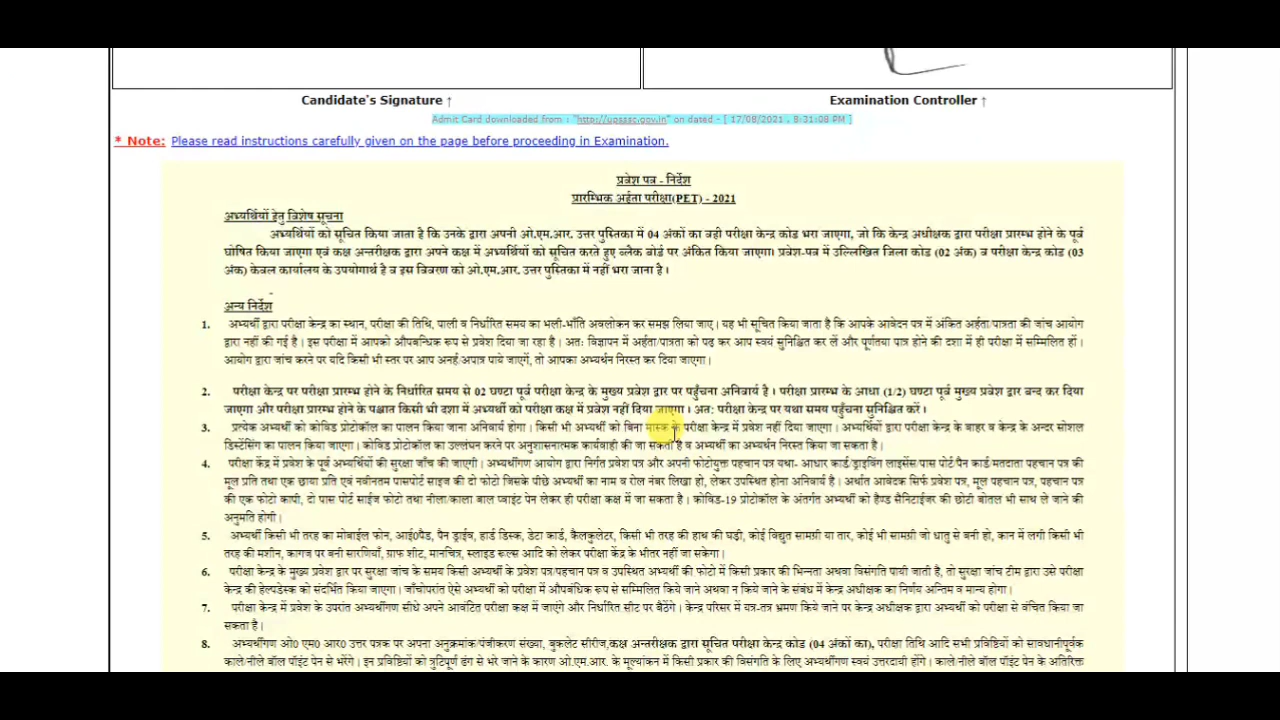 Candidate's Signature ↑
Examination Controller ↑
Admit Card downloaded from : "http://upsssc.gov.in" on dated - [ 17/08/2021 , 8:31:08 PM ]
* Note: Please read instructions carefully given on the page before proceeding in Examination.
प्रवेश पत्र - निर्देश
प्रारम्भिक अर्हता परीक्षा(PET) - 2021
अभ्यर्थियों हेतु विशेष सूचना
अभ्यर्थियों को सूचित किया जाता है कि उनके द्वारा अपनी ओ.एम.आर. उत्तर पुस्तिका में 04 अंकों का वही परीक्षा केन्द्र कोड भरा जाएगा, जो कि केन्द्र अधीक्षक द्वारा परीक्षा प्रारम्भ होने के पूर्व
घोषित किया जाएगा एवं कक्ष अन्तरीक्षक द्वारा अपने कक्ष में अभ्यर्थियों को सूचित करते हुए ब्लैक बोर्ड पर अंकित किया जाएगा। प्रवेश-पत्र में उल्लिखित जिला कोड (02 अंक) व परीक्षा केन्द्र कोड (03
अंक) केवल कार्यालय के उपयोगार्थ है व इस विवरण को ओ.एम.आर. उत्तर पुस्तिका में नहीं भरा जाना है।
अन्य निर्देश
1. अभ्यर्थी द्वारा परीक्षा केन्द्र का स्थान, परीक्षा की तिथि, पाली व निर्धारित समय का भली-भाँति अवलोकन कर समझ लिया जाए। यह भी सूचित किया जाता है कि आपके आवेदन पत्र में अंकित अर्हता/पात्रता की जांच आयोग
द्वारा नहीं की गई है। इस परीक्षा में आपको औपबन्धिक रूप से प्रवेश दिया जा रहा है। अतः विज्ञापन में अर्हता/पात्रता को पढ़ कर आप स्वयं सुनिश्चित कर लें और पूर्णतया पात्र होने की दशा में ही परीक्षा में सम्मिलित हों।
आयोग द्वारा जांच करने पर यदि किसी भी स्तर पर आप अनर्ह/अपात्र पाये जाएगें, तो आपका अभ्यर्थन निरस्त कर दिया जाएगा।
2. परीक्षा केन्द्र पर परीक्षा प्रारम्भ होने के निर्धारित समय से 02 घण्टा पूर्व परीक्षा केन्द्र के मुख्य प्रवेश द्वार पर पहुँचना अनिवार्य है। परीक्षा प्रारम्भ के आधा (1/2) घण्टा पूर्व मुख्य प्रवेश द्वार बन्द कर दिया
जाएगा और परीक्षा प्रारम्भ होने के पश्चात किसी भी दशा में अभ्यर्थी को परीक्षा कक्ष में प्रवेश नहीं दिया जाएगा। अतः परीक्षा केन्द्र पर यथा समय पहुँचना सुनिश्चित करें।
3. प्रत्येक अभ्यर्थी को कोविड प्रोटोकॉल का पालन किया जाना अनिवार्य होगा। किसी भी अभ्यर्थी को बिना मास्क के परीक्षा केन्द्र में प्रवेश नहीं दिया जाएगा। अभ्यर्थियों द्वारा परीक्षा केन्द्र के बाहर व केन्द्र के अन्दर सोशल
डिस्टेंसिंग का पालन किया जाएगा। कोविड प्रोटोकॉल का उल्लंघन करने पर अनुशासनात्मक कार्यवाही की जा सकती है व अभ्यर्थी का अभ्यर्थन निरस्त किया जा सकता है।
4. परीक्षा केंद्र में प्रवेश के पूर्व अभ्यर्थियों की सुरक्षा जाँच की जाएगी। अभ्यर्थीगण आयोग द्वारा निर्गत प्रवेश पत्र और अपनी फोटोयुक्त पहचान पत्र यथा- आधार कार्ड/ड्राइविंग लाइसेंस/पास पोर्ट/पैन कार्ड/मतदाता पहचान पत्र की
मूल प्रति तथा एक छाया प्रति एवं नवीनतम पासपोर्ट साइज की दो फोटो जिसके पीछे अभ्यर्थी का नाम व रोल नंबर लिखा हो, लेकर उपस्थित होना अनिवार्य है। अर्थात आवेदक सिर्फ प्रवेश पत्र, मूल पहचान पत्र, पहचान पत्र
की एक फोटो कापी, दो पास पोर्ट साईज फोटो तथा नीला/काला बाल प्वाइंट पेन लेकर ही परीक्षा कक्ष में जा सकता है। कोविड-19 प्रोटोकॉल के अंतर्गत अभ्यर्थी को हैण्ड सैनिटाईजर की छोटी बोतल भी साथ ले जाने की
अनुमति होगी।
5. अभ्यर्थी किसी भी तरह का मोबाईल फोन, आई0पैड, पैन ड्राईव, हार्ड डिस्क, डेटा कार्ड, कैलकुलेटर, किसी भी तरह की हाथ की घड़ी, कोई विद्युत सामग्री या तार, कोई भी सामग्री जो धातु से बनी हो, कान में लगी किसी भी
तरह की मशीन, कागज पर बनी सारणियाँ, ग्राफ शीट, मानचित्र, स्लाइड रूल्स आदि को लेकर परीक्षा केंद्र के भीतर नहीं जा सकेगा।
6. परीक्षा केन्द्र के मुख्य प्रवेश द्वार पर सुरक्षा जांच के समय किसी अभ्यर्थी के प्रवेश पत्र/पहचान पत्र व उपस्थित अभ्यर्थी की फोटो में किसी प्रकार की भिन्नता अथवा विसंगति पायी जाती है, तो सुरक्षा जांच टीम द्वारा उसे परीक्षा
केन्द्र की हेल्पडेस्क को संदर्भित किया जाएगा। जाँचोपरांत ऐसे अभ्यर्थी को परीक्षा में औपबंधिक रूप से सम्मिलित किये जाने अथवा न किये जाने के संबंध में केन्द्र अधीक्षक का निर्णय अन्तिम व मान्य होगा।
7. परीक्षा केन्द्र में प्रवेश के उपरांत अभ्यर्थीगण सीधे अपने आवंटित परीक्षा कक्ष में जाएंगे और निर्धारित सीट पर बैठेंगे। केन्द्र परिसर में यत्र-तत्र भ्रमण किये जाने पर केन्द्र अधीक्षक द्वारा अभ्यर्थी को परीक्षा से वंचित किया जा
सकता है।
8. अभ्यर्थीगण ओ0 एम0 आर0 उत्तर पत्रक पर अपना अनुक्रमांक/पंजीकरण संख्या, बुकलेट सीरीज,कक्ष अन्तरीक्षक द्वारा सूचित परीक्षा केन्द्र कोड (04 अंकों का), परीक्षा तिथि आदि सभी प्रविष्टियों को सावधानीपूर्वक
काले/नीले बॉल पॉइंट पेन से भरेंगे। इन प्रविष्टियों को त्रुटिपूर्ण ढंग से भरे जाने के कारण ओ.एम.आर. के मूल्यांकन में किसी प्रकार की विसंगति के लिए अभ्यर्थीगण स्वयं उत्तरदायी होंगे। काले/नीले बॉल पॉइंट पेन के अतिरिक्त